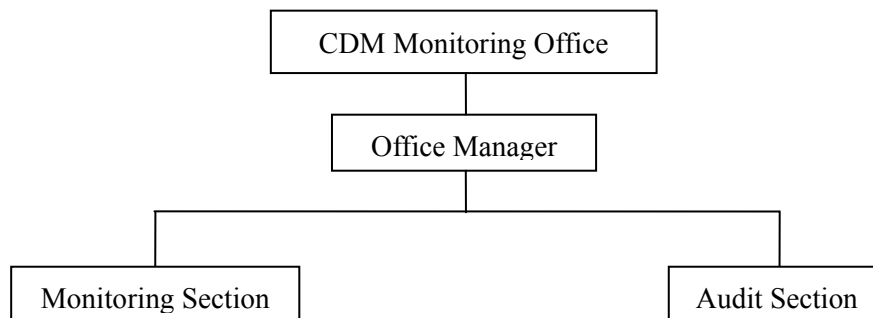 CDM Monitoring Office
Office Manager
Monitoring Section
Audit Section